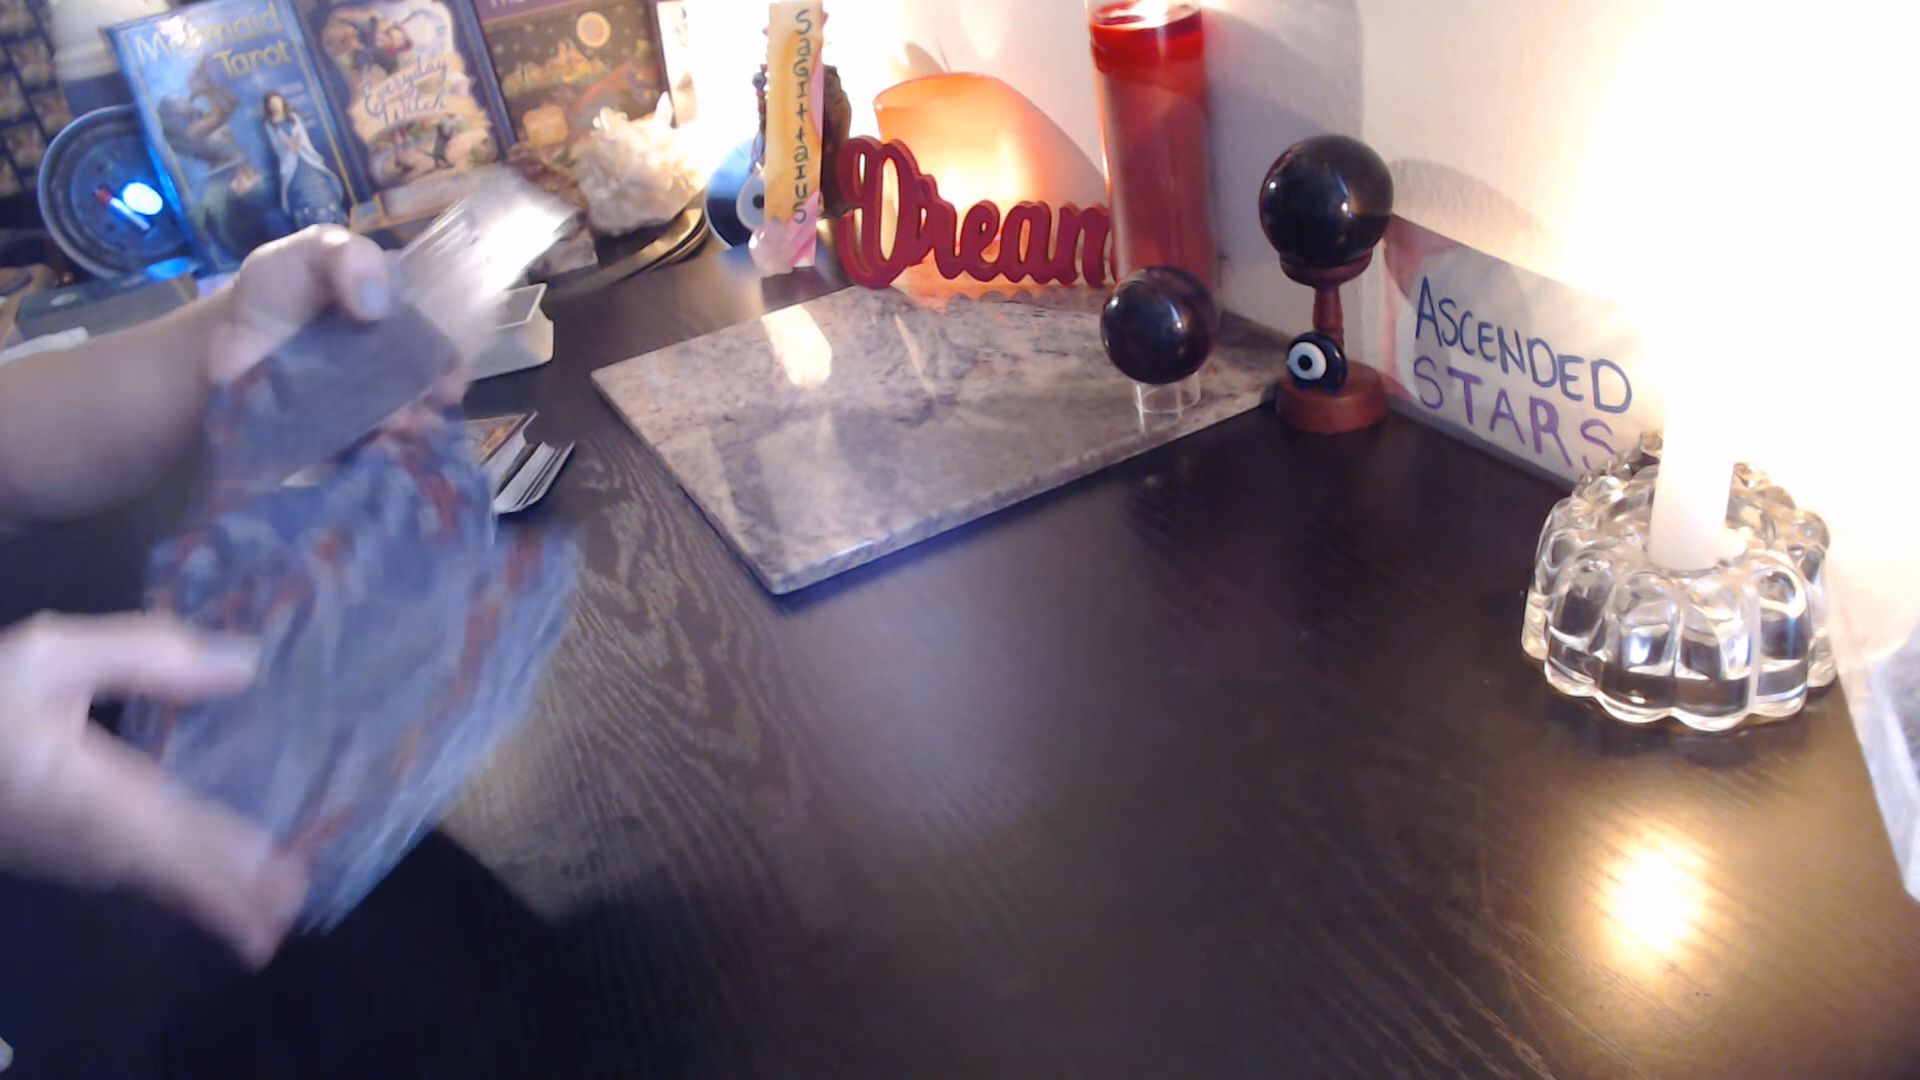 Mermaid
Tarot
Everyday
Witch
SAGITTARIUS
Dream
ASCENDED
STARS